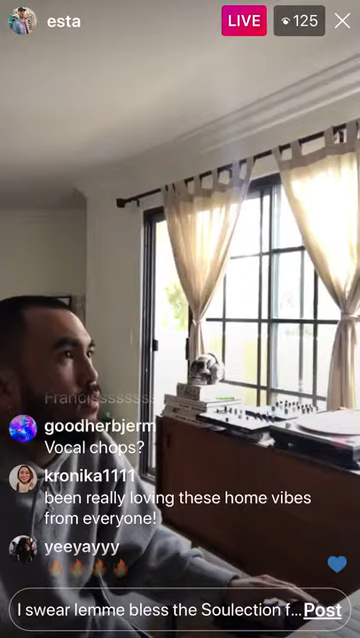 esta
LIVE
125
Francisssssss
goodherbjerm
Vocal chops?
kronika1111
been really loving these home vibes
from everyone!
yeeyayyy
🔥🔥🔥🔥
I swear lemme bless the Soulection f... Post